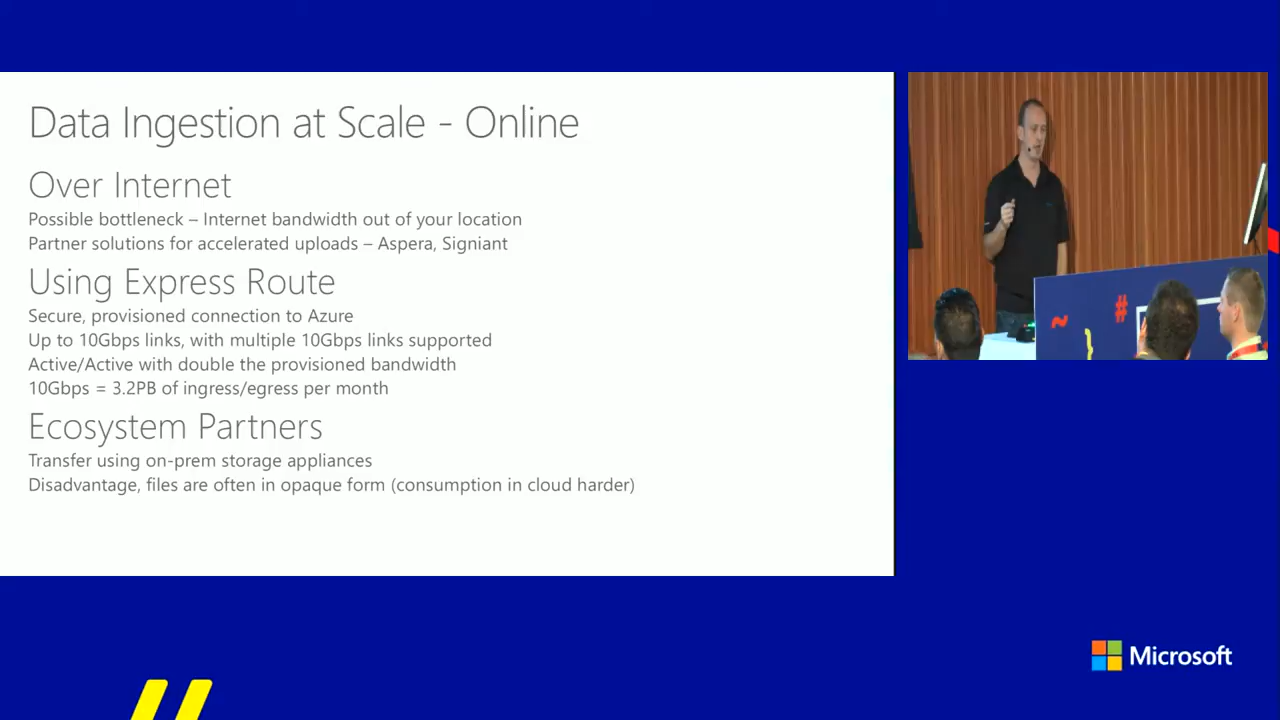 Data Ingestion at Scale - Online
Over Internet
Possible bottleneck – Internet bandwidth out of your location
Partner solutions for accelerated uploads – Aspera, Signiant
Using Express Route
Secure, provisioned connection to Azure
Up to 10Gbps links, with multiple 10Gbps links supported
Active/Active with double the provisioned bandwidth
10Gbps = 3.2PB of ingress/egress per month
Ecosystem Partners
Transfer using on-prem storage appliances
Disadvantage, files are often in opaque form (consumption in cloud harder)
~
#
}
Microsoft